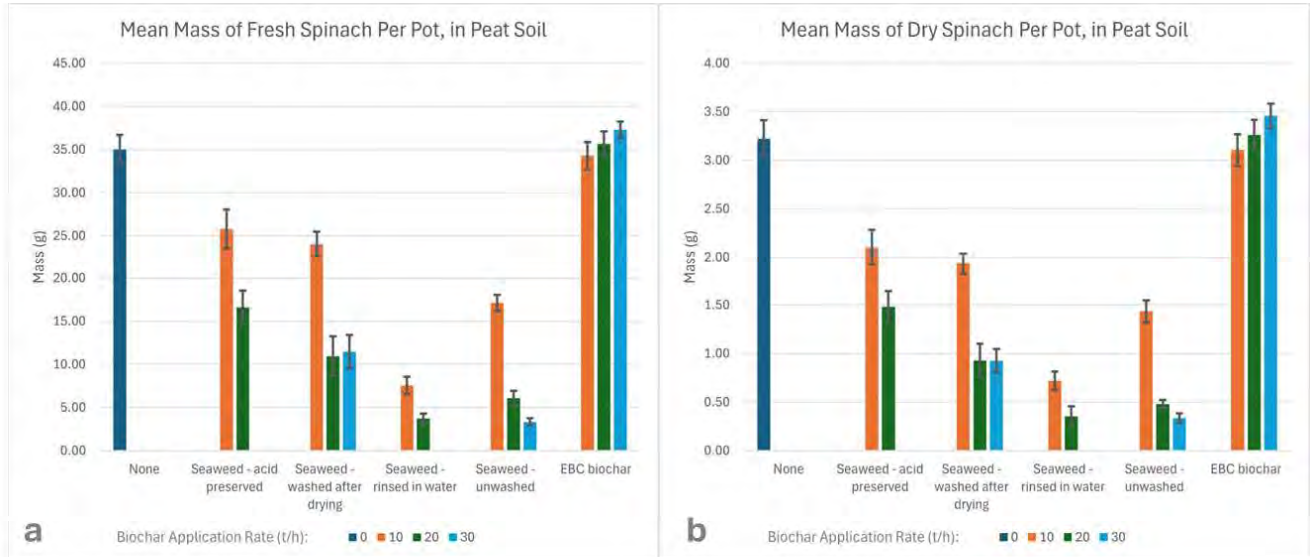 Mean Mass of Fresh Spinach Per Pot, in Peat Soil
45.00
40.00
35.00
30.00
25.00
20.00
15.00
10.00
5.00
0.00
Mass (g)
None
Seaweed - acid
preserved
Seaweed -
washed after
drying
Seaweed -
rinsed in water
Seaweed -
unwashed
EBC biochar
a
Biochar Application Rate (t/h): 0 10 20 30
Mean Mass of Dry Spinach Per Pot, in Peat Soil
4.00
3.50
3.00
2.50
2.00
1.50
1.00
0.50
0.00
Mass (g)
None
Seaweed - acid
preserved
Seaweed -
washed after
drying
Seaweed -
rinsed in water
Seaweed -
unwashed
EBC biochar
b
Biochar Application Rate (t/h): 0 10 20 30